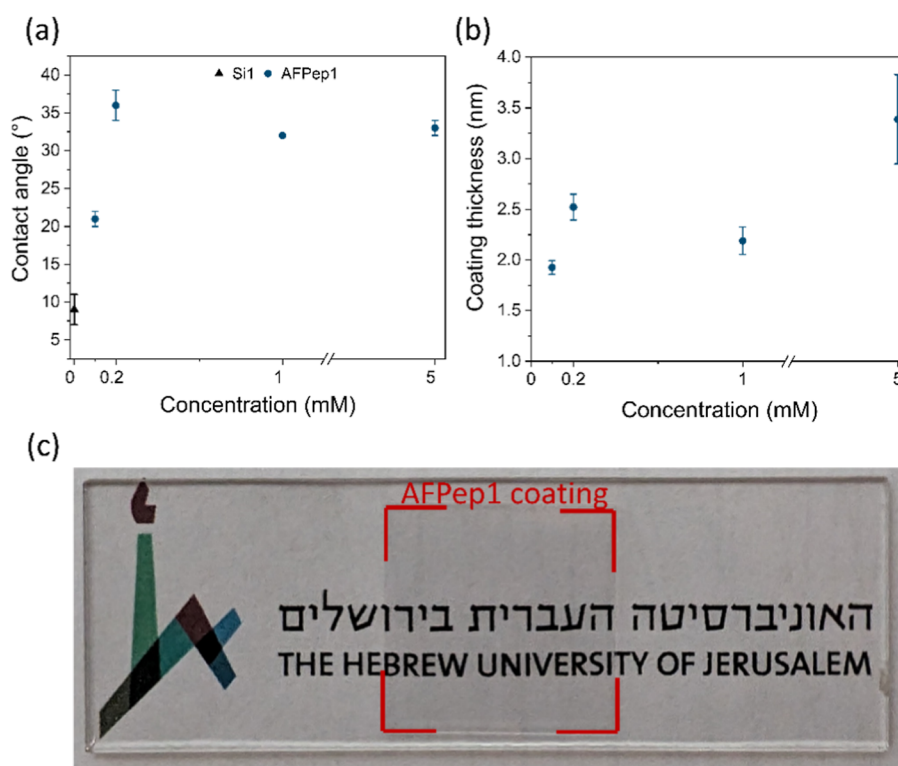 (a)
Contact angle (°)
40
35
30
25
20
15
10
5
Si1 AFPep1
0 0.2 1 5
Concentration (mM)
(b)
Coating thickness (nm)
4.0
3.5
3.0
2.5
2.0
1.5
1.0
0 0.2 1 5
Concentration (mM)
(c)
AFPep1 coating
האוניברסיטה העברית בירושלים
THE HEBREW UNIVERSITY OF JERUSALEM